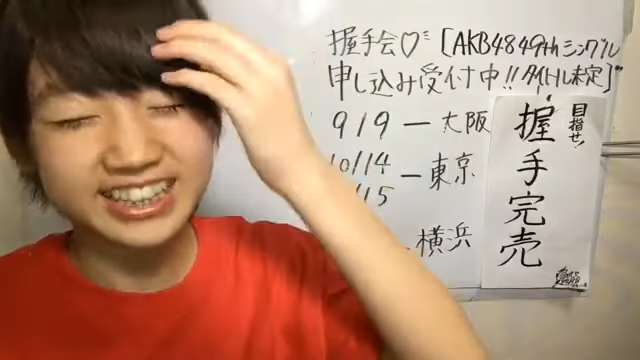 握手会♡ [AKB48 49thシングル
申し込み受付中!! タイトル未定]
9/9 ー 大阪
10/14
ー 東京
/15
横浜
目指せ!
握手完売